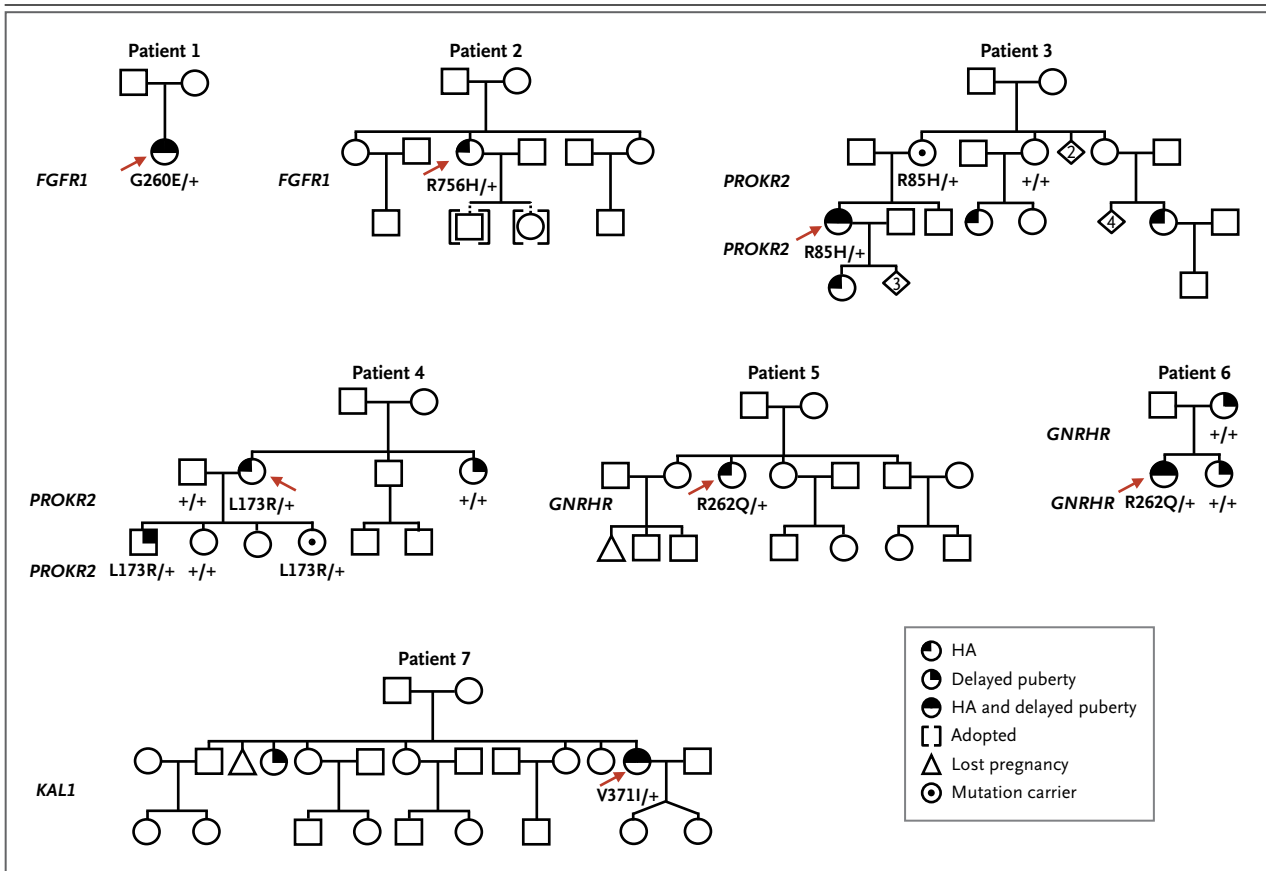 Patient 1
Patient 2
Patient 3
FGFR1
G260E/+
FGFR1
R756H/+
PROKR2
R85H/+
+/+
2
PROKR2
R85H/+
4
3
Patient 4
Patient 5
Patient 6
GNRHR
+/+
PROKR2
+/+
L173R/+
+/+
GNRHR
R262Q/+
GNRHR
R262Q/+
+/+
PROKR2
L173R/+
+/+
L173R/+
Patient 7
KAL1
V371I/+
HA
Delayed puberty
HA and delayed puberty
Adopted
Lost pregnancy
Mutation carrier